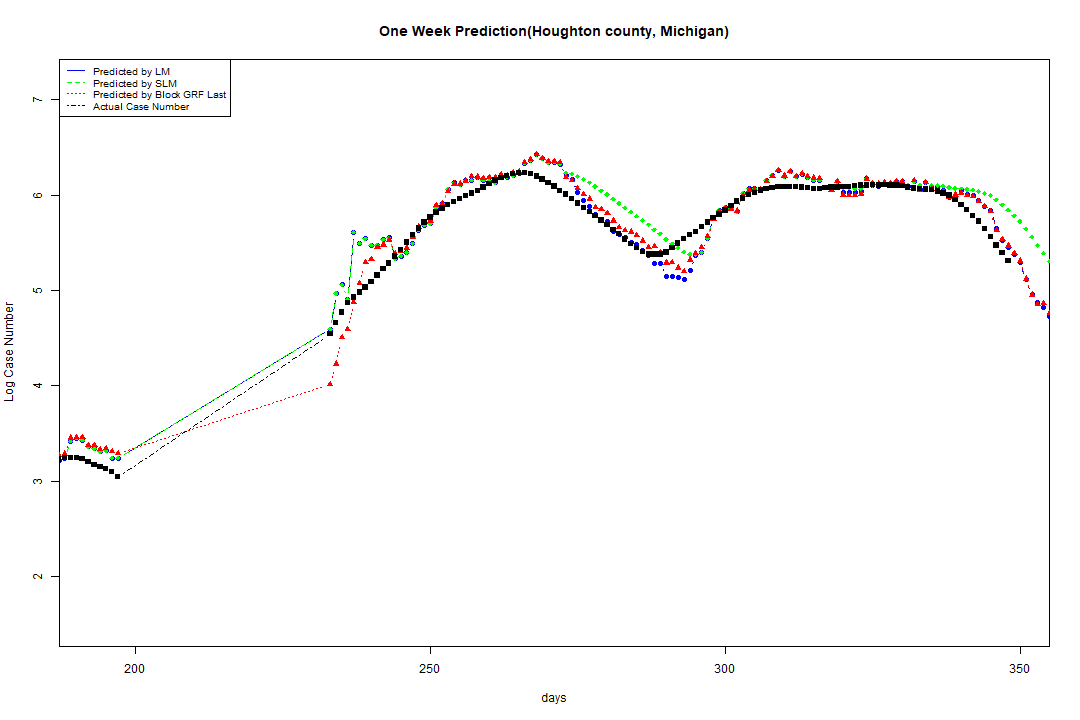 One Week Prediction(Houghton county, Michigan)
Predicted by LM
Predicted by SLM
Predicted by Block GRF Last
Actual Case Number
7
6
5
4
3
2
Log Case Number
200 250 300 350
days